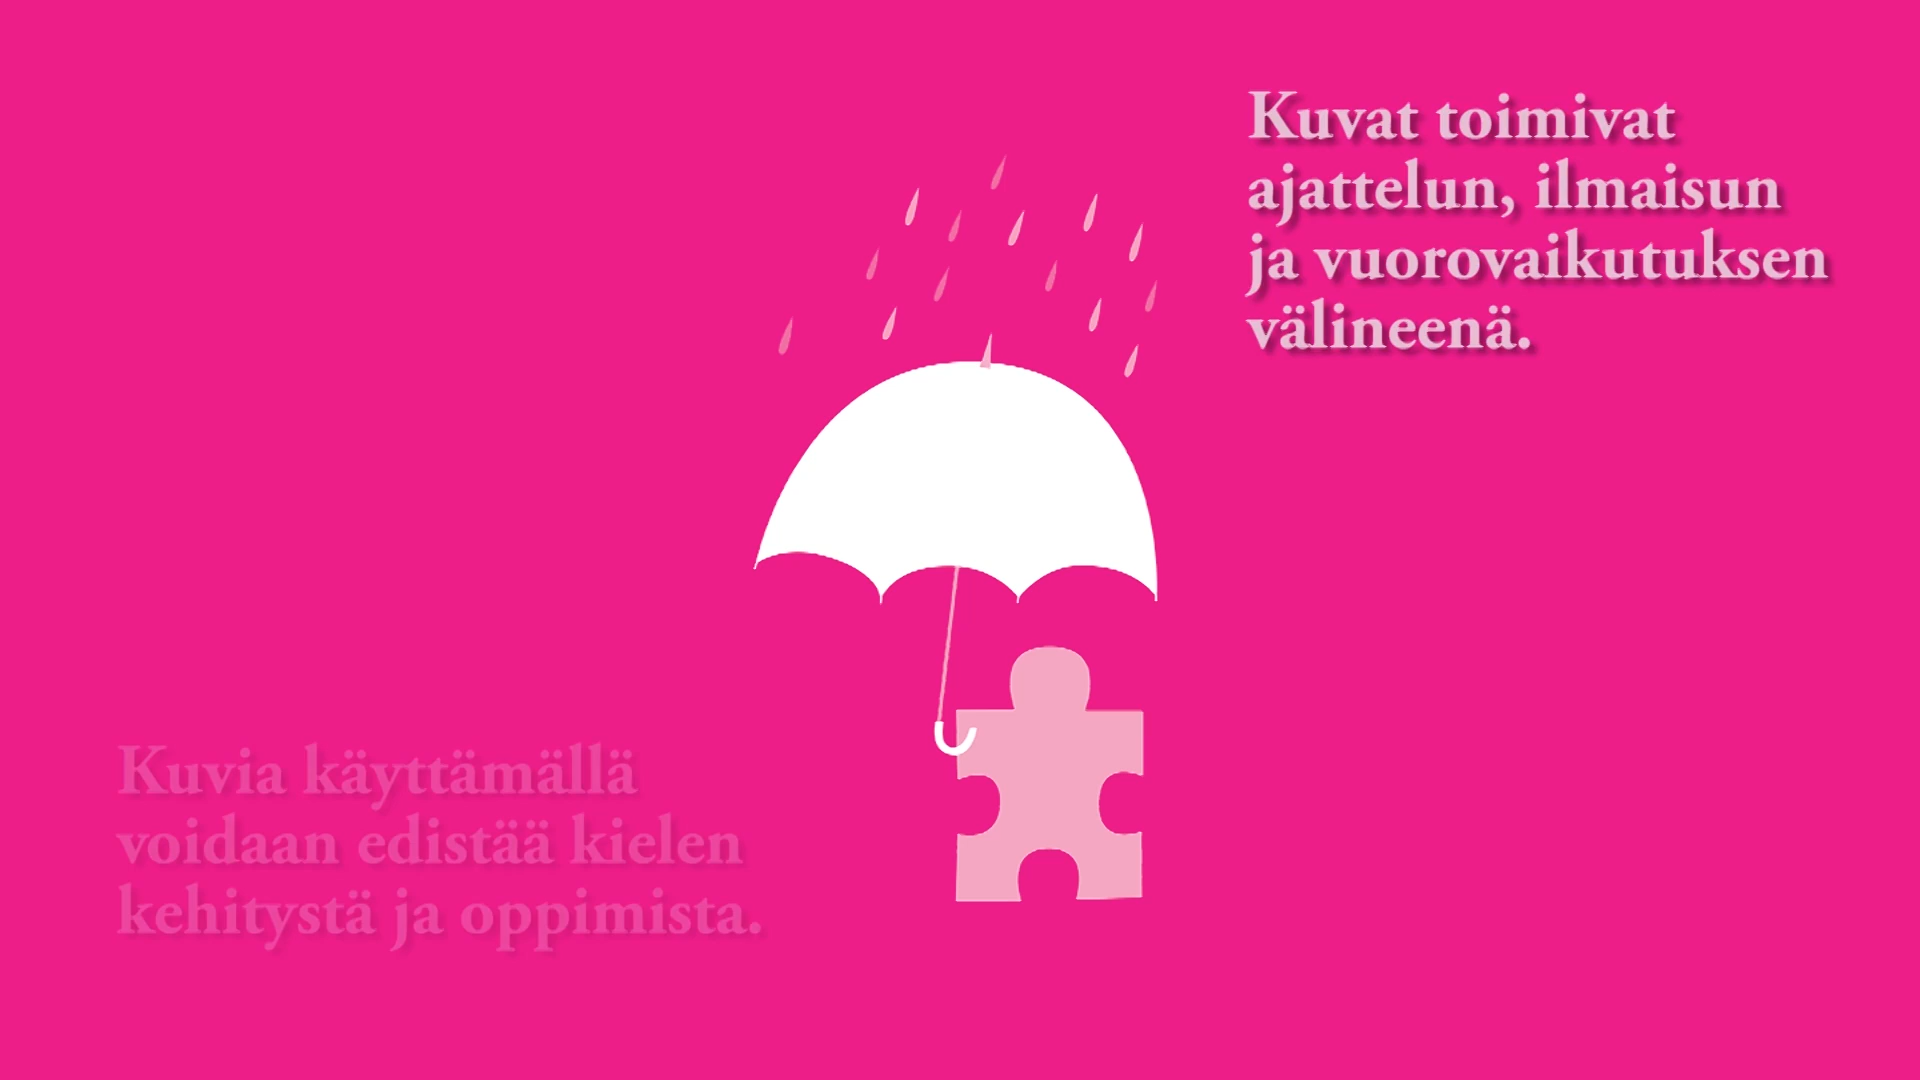 Kuvat toimivat
ajattelun, ilmaisun
ja vuorovaikutuksen
välineenä.
Kuvia käyttämällä
voidaan edistää kielen
kehitystä ja oppimista.